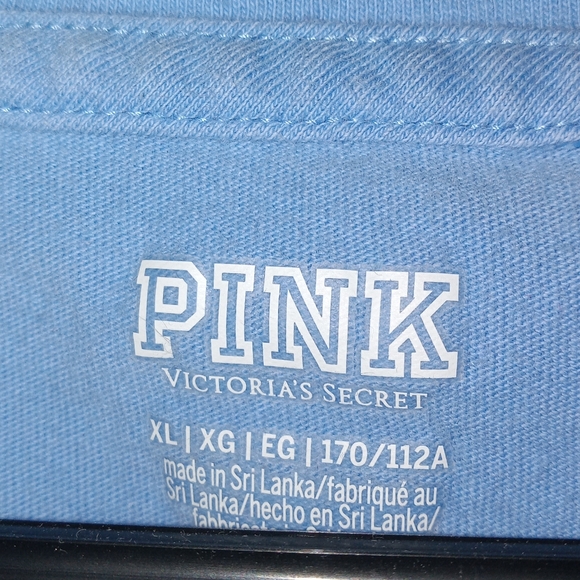 PINK
VICTORIA'S SECRET
XL | XG | EG | 170/112A
made in Sri Lanka/fabriqué au
Sri Lanka/hecho en Sri Lanka/